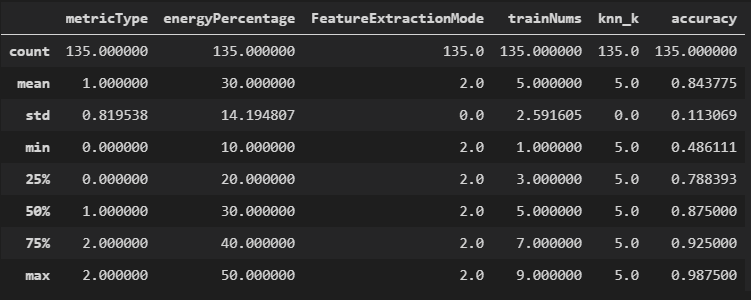 metricType energyPercentage FeatureExtractionMode trainNums knn_k accuracy
count 135.000000 135.000000 135.0 135.000000 135.0 135.000000
mean 1.000000 30.000000 2.0 5.000000 5.0 0.843775
std 0.819538 14.194807 0.0 2.591605 0.0 0.113069
min 0.000000 10.000000 2.0 1.000000 5.0 0.486111
25% 0.000000 20.000000 2.0 3.000000 5.0 0.788393
50% 1.000000 30.000000 2.0 5.000000 5.0 0.875000
75% 2.000000 40.000000 2.0 7.000000 5.0 0.925000
max 2.000000 50.000000 2.0 9.000000 5.0 0.987500